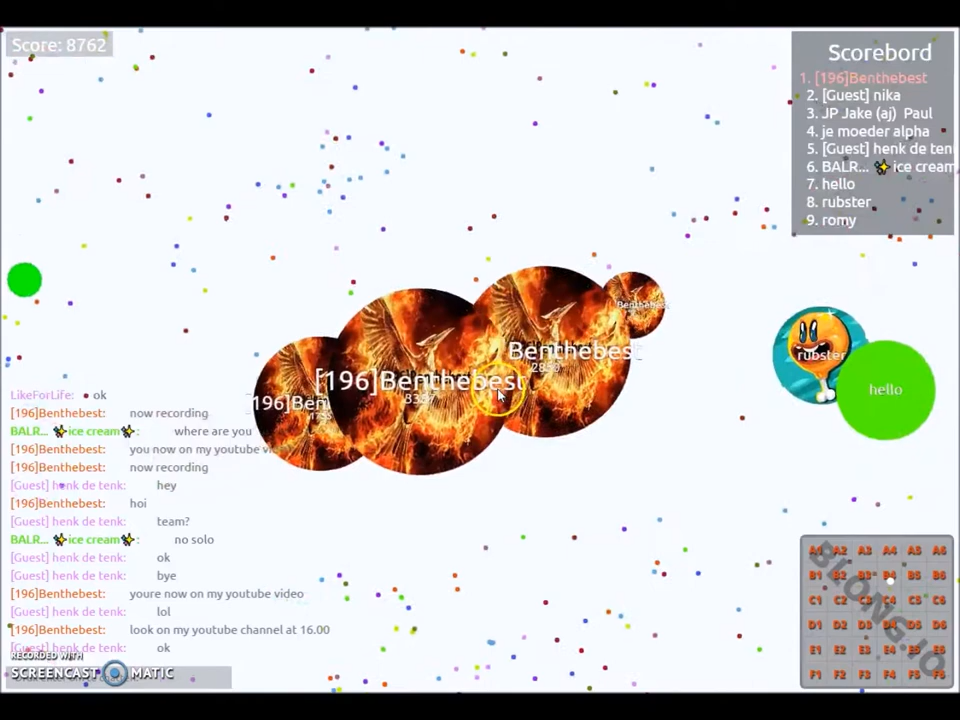 Score: 8762
Scorebord
1. [196]Benthebest
2. [Guest] nika
3. JP Jake (aj) Paul
4. je moeder alpha
5. [Guest] henk de ten
6. BALR... ✨ ice cream
7. hello
8. rubster
9. romy
Benthebest
Benthebest
2850
[196]Benthebest
196]Ben
rubster
hello
LikeForLife: ok
[196]Benthebest: now recording
BALR... ✨ice cream✨: where are you
[196]Benthebest: you now on my youtube
[196]Benthebest: now recording
[Guest] henk de tenk: hey
[196]Benthebest: hoi
[Guest] henk de tenk: team?
BALR... ✨ice cream✨: no solo
[Guest] henk de tenk: ok
[Guest] henk de tenk: bye
[196]Benthebest: youre now on my youtube video
[Guest] henk de tenk: lol
[196]Benthebest: look on my youtube channel at 16.00
[Guest] henk de tenk: ok
RECORDED WITH
SCREENCAST MATIC
A1 A2 A3 A4 A5 A6
B1 B2 B3 B4 B5 B6
C1 C2 C3 C4 C5 C6
D1 D2 D3 D4 D5 D6
E1 E2 E3 E4 E5 E6
F1 F2 F3 F4 F5 F6
BLONG.IO